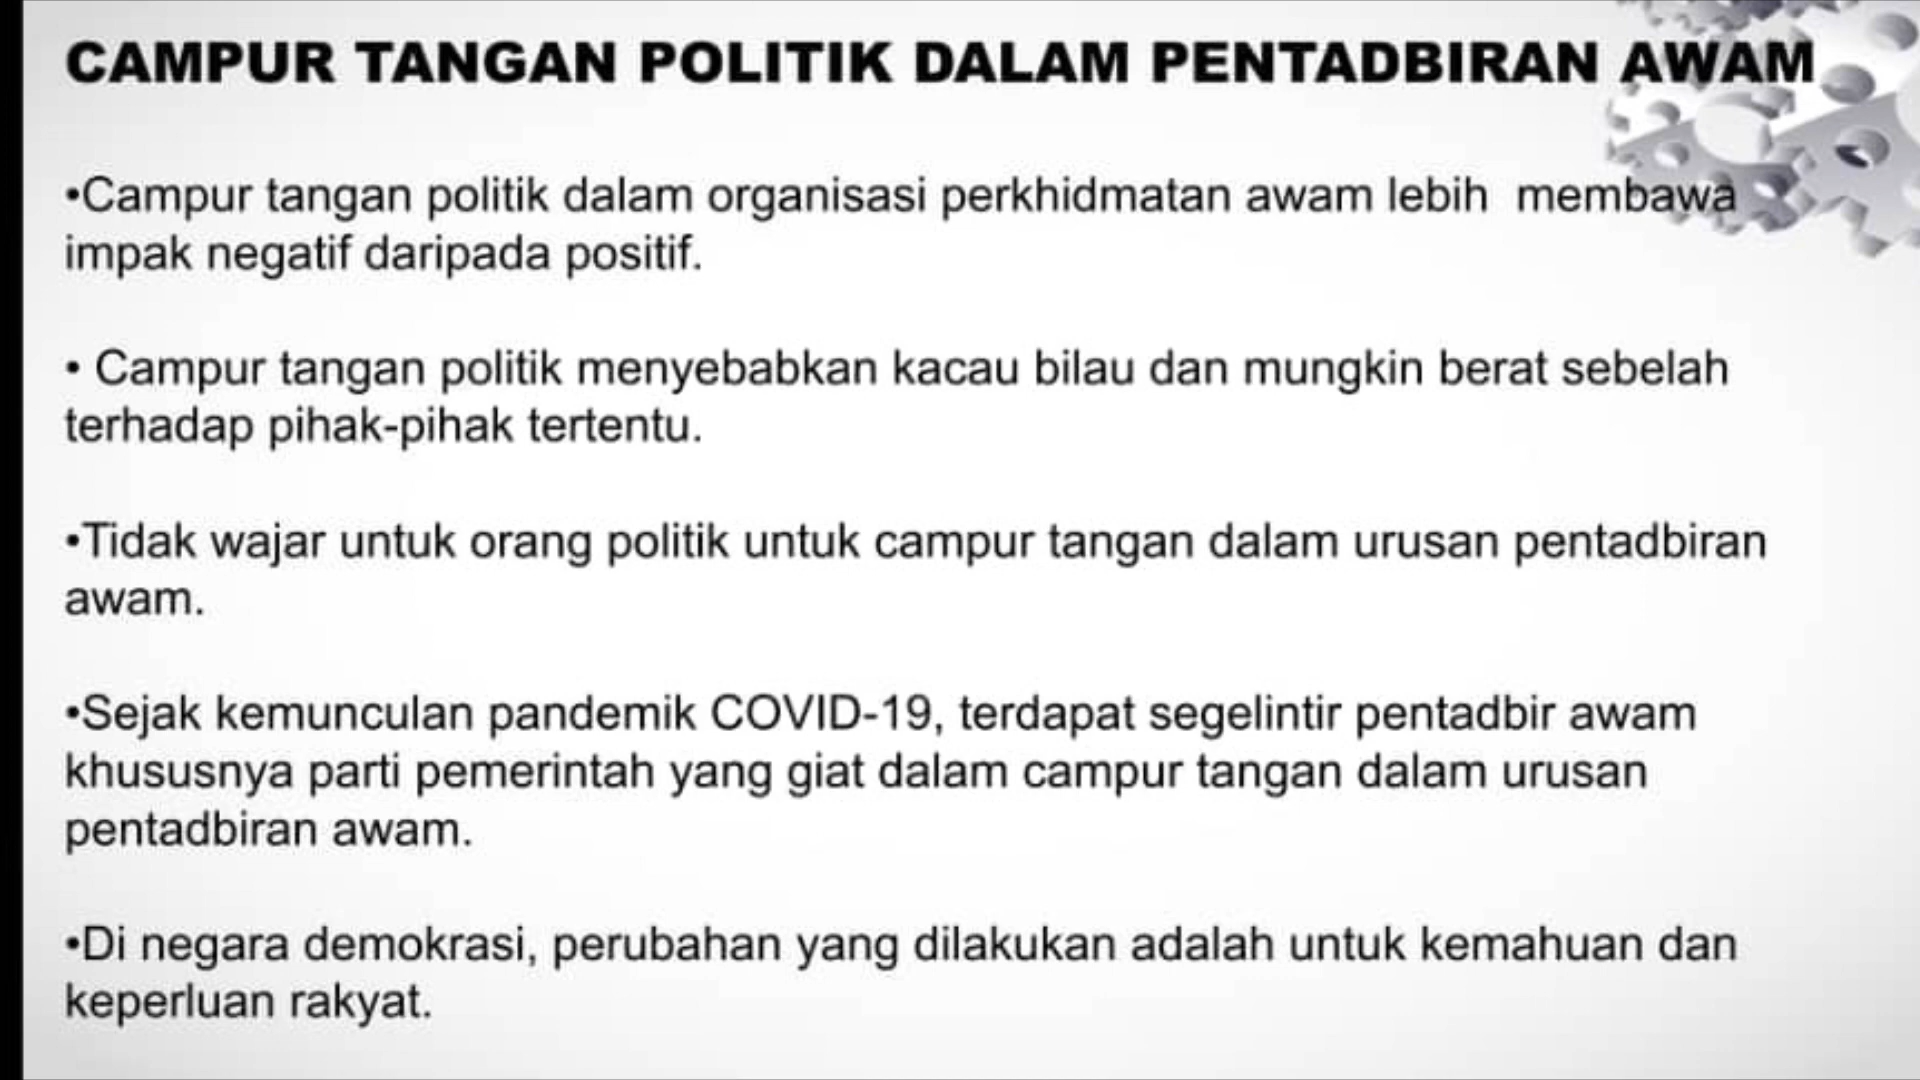 CAMPUR TANGAN POLITIK DALAM PENTADBIRAN AWAM
•Campur tangan politik dalam organisasi perkhidmatan awam lebih  membawa
impak negatif daripada positif.
• Campur tangan politik menyebabkan kacau bilau dan mungkin berat sebelah
terhadap pihak-pihak tertentu.
•Tidak wajar untuk orang politik untuk campur tangan dalam urusan pentadbiran
awam.
•Sejak kemunculan pandemik COVID-19, terdapat segelintir pentadbir awam
khususnya parti pemerintah yang giat dalam campur tangan dalam urusan
pentadbiran awam.
•Di negara demokrasi, perubahan yang dilakukan adalah untuk kemahuan dan
keperluan rakyat.